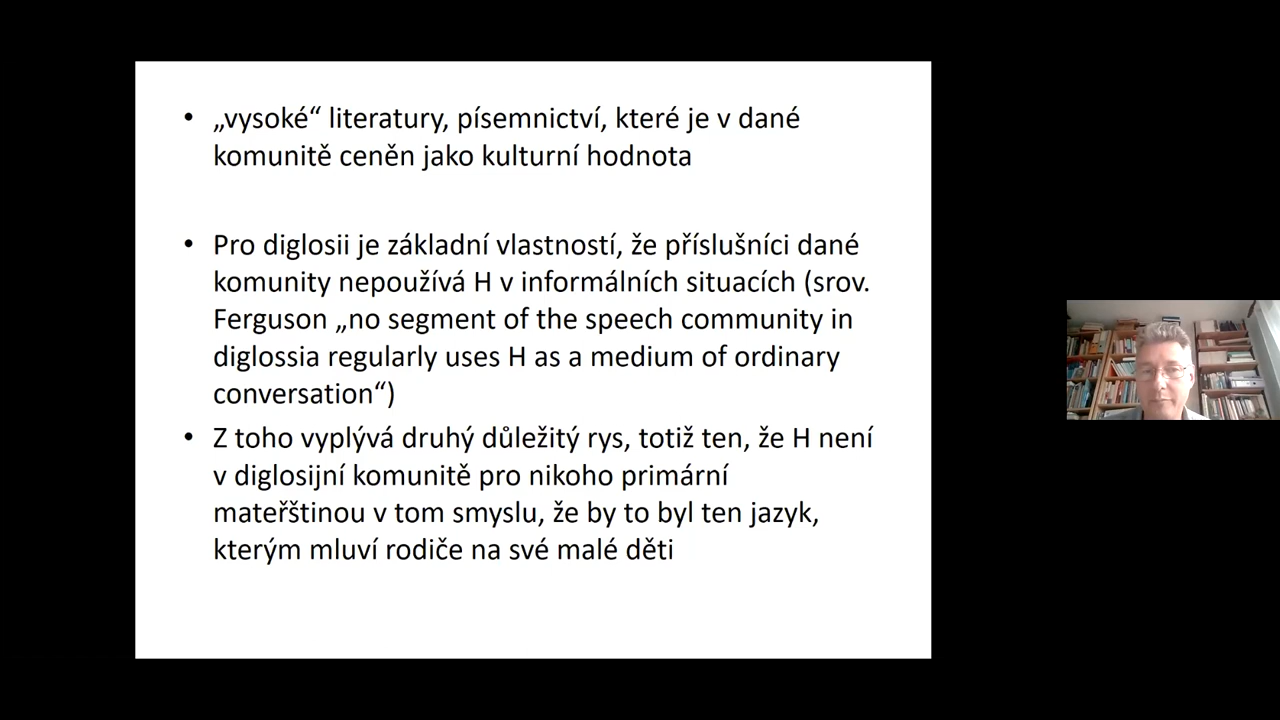 • „vysoké“ literatury, písemnictví, které je v dané
komunitě ceněn jako kulturní hodnota
• Pro diglosii je základní vlastností, že příslušníci dané
komunity nepoužívá H v informálních situacích (srov.
Ferguson „no segment of the speech community in
diglossia regularly uses H as a medium of ordinary
conversation“)
• Z toho vyplývá druhý důležitý rys, totiž ten, že H není
v diglosijní komunitě pro nikoho primární
mateřštinou v tom smyslu, že by to byl ten jazyk,
kterým mluví rodiče na své malé děti